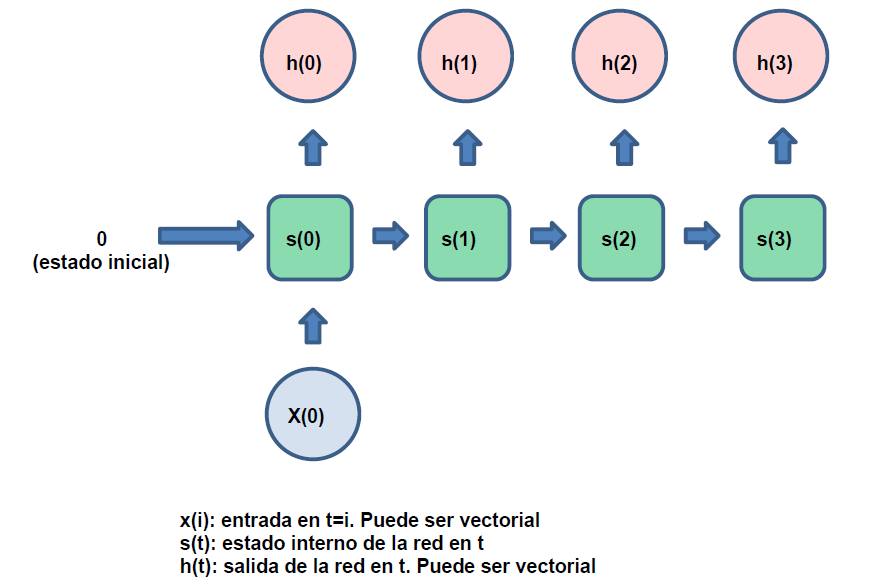 h(0) h(1) h(2) h(3)
0
(estado inicial)
s(0) s(1) s(2) s(3)
X(0)
x(i): entrada en t=i. Puede ser vectorial
s(t): estado interno de la red en t
h(t): salida de la red en t. Puede ser vectorial